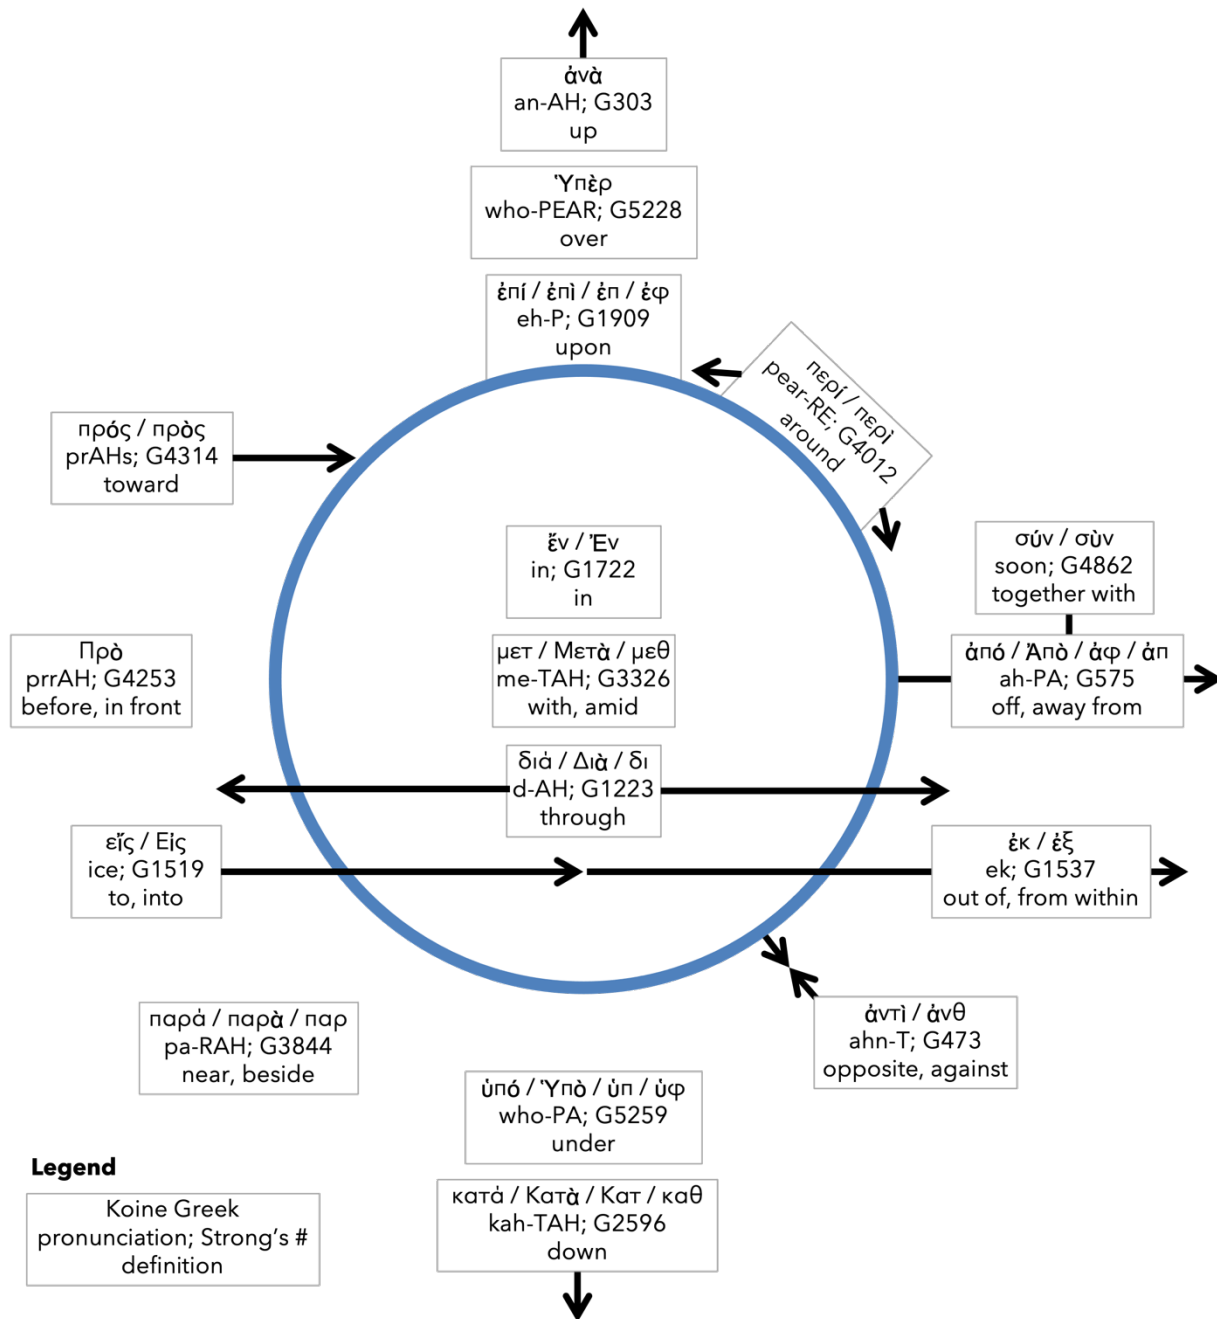 ἀνὰ
an-AH; G303
up
Ὑπὲρ
who-PEAR; G5228
over
ἐπί / ἐπὶ / ἐπ / ἐφ
eh-P; G1909
upon
περί / περὶ
pear-RE; G4012
around
πρός / πρὸς
prAHs; G4314
toward
ἔν / Ἐν
in; G1722
in
σύν / σὺν
soon; G4862
together with
Πρὸ
prrAH; G4253
before, in front
μετ / Μετὰ / μεθ
me-TAH; G3326
with, amid
ἀπό / Ἀπὸ / ἀφ / ἀπ
ah-PA; G575
off, away from
διά / Διὰ / δι
d-AH; G1223
through
εἴς / Εἰς
ice; G1519
to, into
ἐκ / ἐξ
ek; G1537
out of, from within
παρά / παρὰ / παρ
pa-RAH; G3844
near, beside
ἀντὶ / ἀνθ
ahn-T; G473
opposite, against
ὑπό / Ὑπὸ / ὑπ / ὑφ
who-PA; G5259
under
κατά / Κατὰ / Κατ / καθ
kah-TAH; G2596
down
Legend
Koine Greek
pronunciation; Strong's #
definition